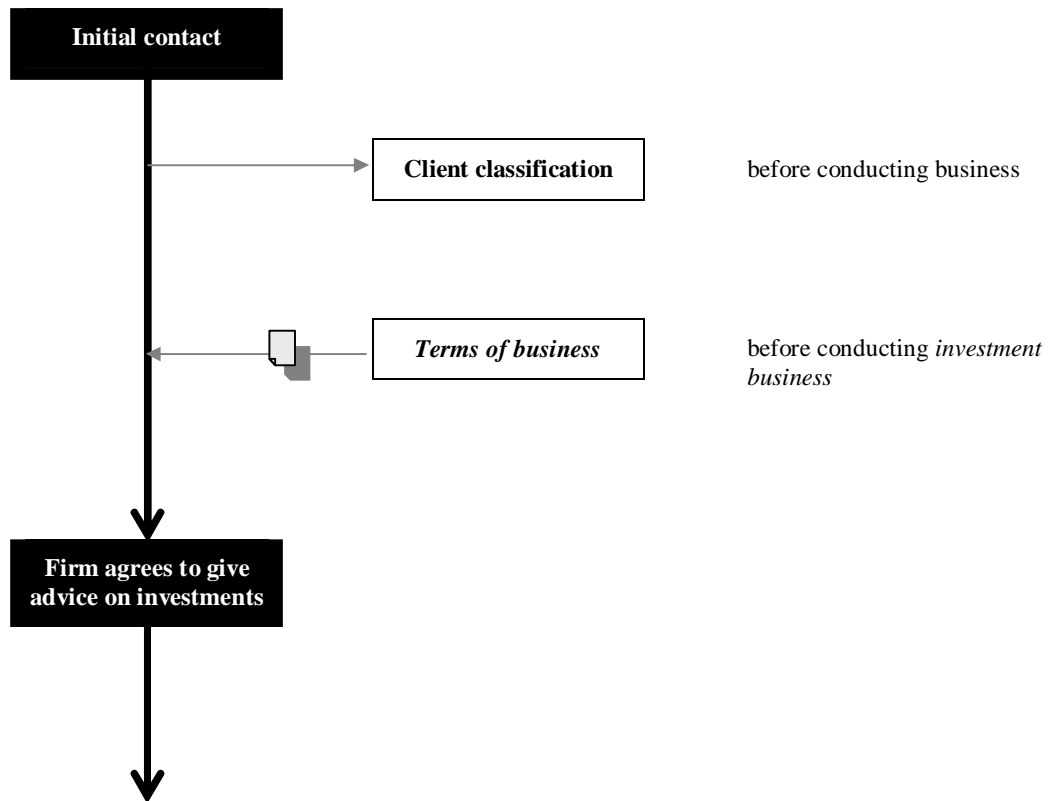 Initial contact
Client classification
before conducting business
Terms of business
before conducting investment
business
Firm agrees to give
advice on investments